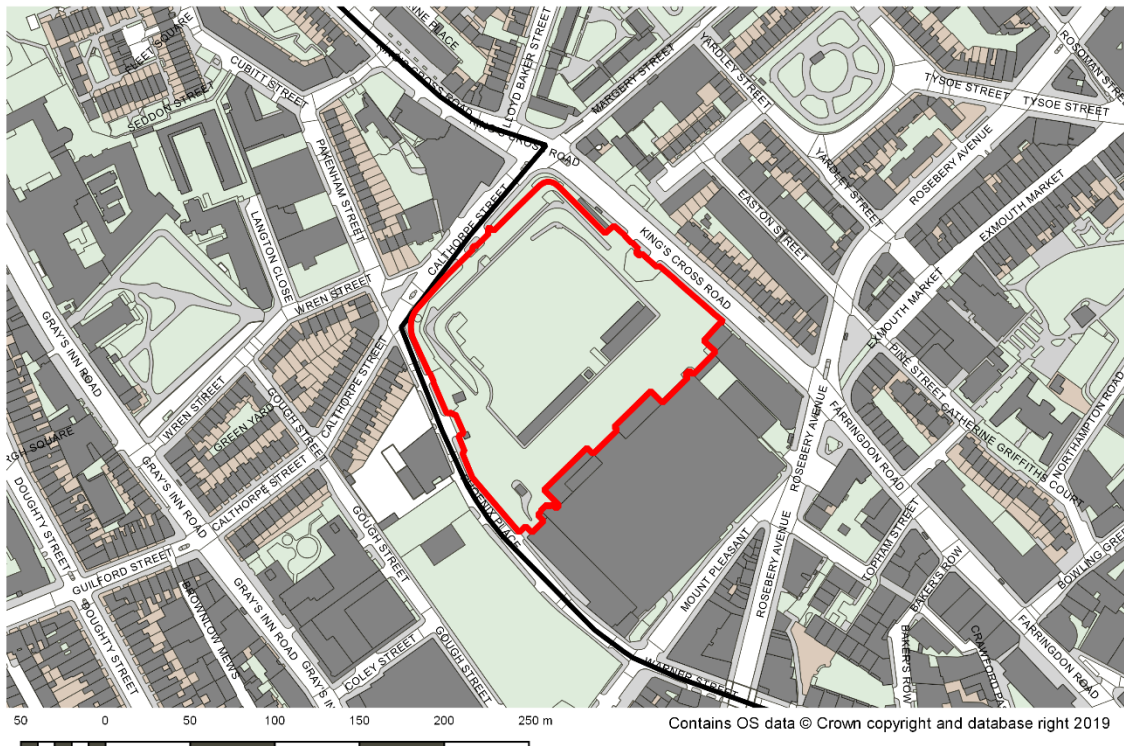 FLEET SQUARE
CUBITT STREET
SEDDON STREET
PAKENHAM STREET
LANGTON CLOSE
WREN STREET
GRAY'S INN ROAD
WREN STREET
GREEN YARD
CALTHORPE STREET
GOUGH STREET
CALTHORPE STREET
DOUGHTY STREET
GRAY'S INN ROAD
GUILFORD STREET
DOUGHTY STREET
BROWNLOW MEWS
GRAY'S INN ROAD
GOUGH STREET
COLEY STREET
GOUGH STREET
PHOENIX PLACE
CALTHORPE STREET
KING'S CROSS ROAD
LLOYD BAKER STREET
MARGERY STREET
YARDLEY STREET
TYSOE STREET
TYSOE STREET
YARDLEY STREET
ROSEBERY AVENUE
EXMOUTH MARKET
EASTON STREET
KING'S CROSS ROAD
EXMOUTH MARKET
PINE STREET
CATHERINE GRIFFITHS COURT
NORTHAMPTON ROAD
FARRINGDON ROAD
ROSEBERY AVENUE
MOUNT PLEASANT
ROSEBERY AVENUE
TOPHAM STREET
BAKER'S ROW
BAKER'S ROW
FARRINGDON ROAD
WARNER STREET
50 0 50 100 150 200 250 m
Contains OS data © Crown copyright and database right 2019